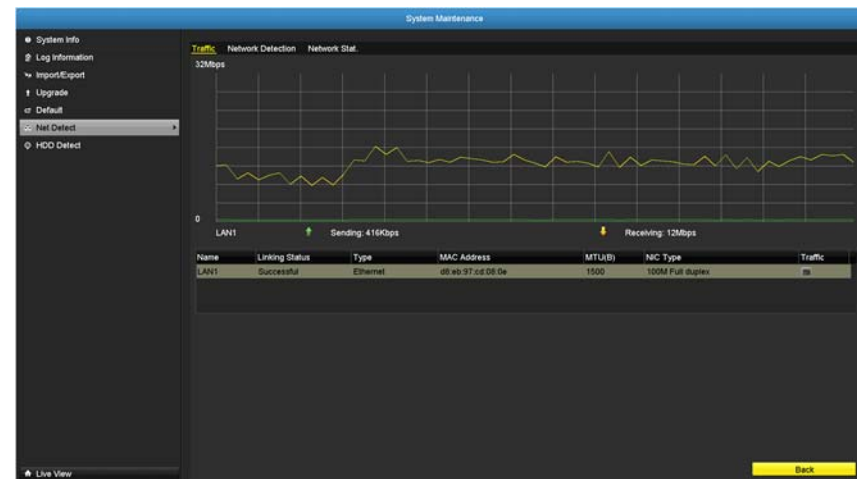 System Maintenance
System Info
Log Information
Import/Export
Upgrade
Default
Net Detect
HDD Detect
Live View
Traffic Network Detection Network Stat.
32Mbps
0
LAN1 Sending: 416Kbps Receiving: 12Mbps
Name Linking Status Type MAC Address MTU(B) NIC Type Traffic
LAN1 Successful Ethernet d8:eb:97:cd:08:0e 1500 100M Full duplex
Back